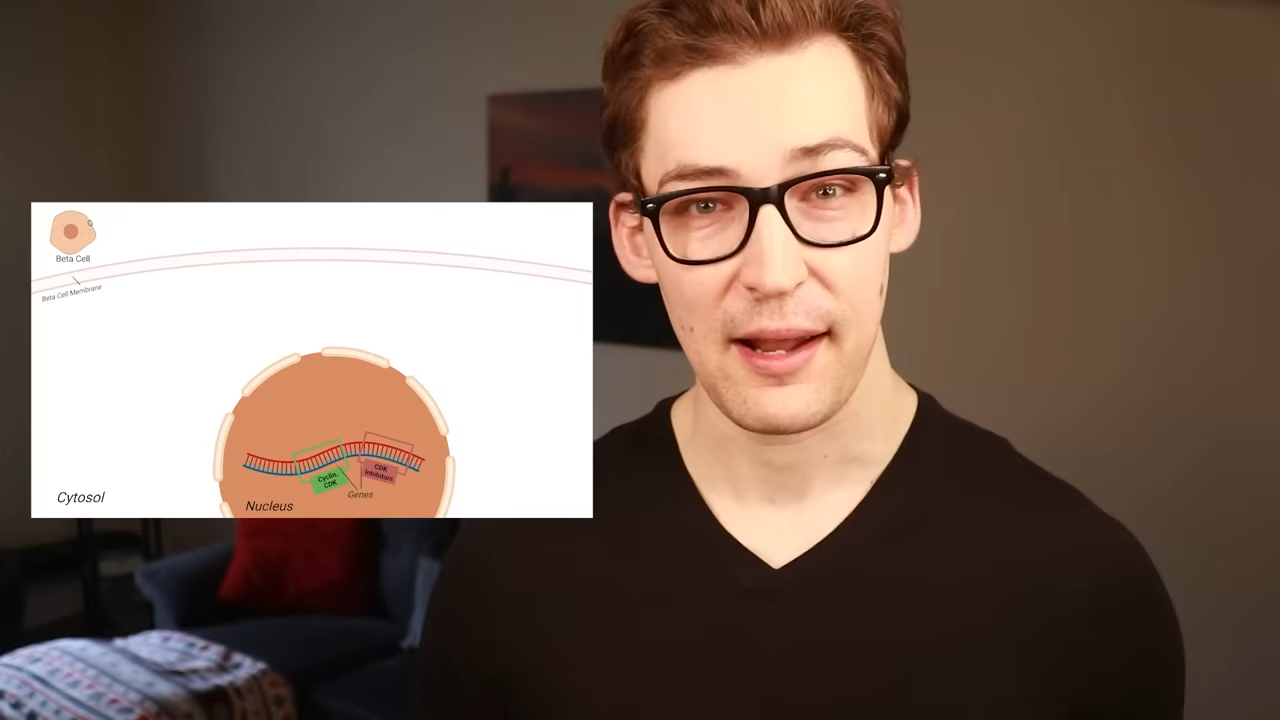 Beta Cell
Beta Cell Membrane
Cyclin,
CDK
CDK
Inhibitors
Genes
Cytosol
Nucleus